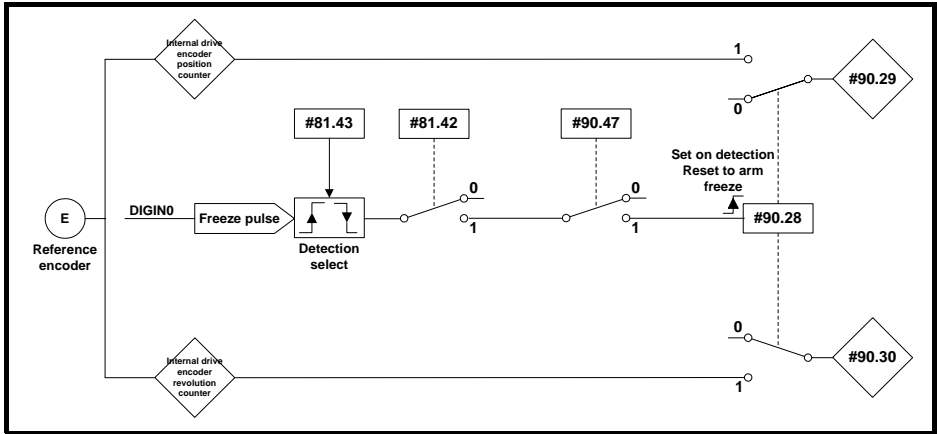 Internal drive
encoder
position
counter
1
#90.29
0
#81.43
#81.42
#90.47
Set on detection
Reset to arm
freeze
E
DIGIN0
Freeze pulse
0
1
0
1
#90.28
Reference
encoder
Detection
select
Internal drive
encoder
revolution
counter
0
#90.30
1